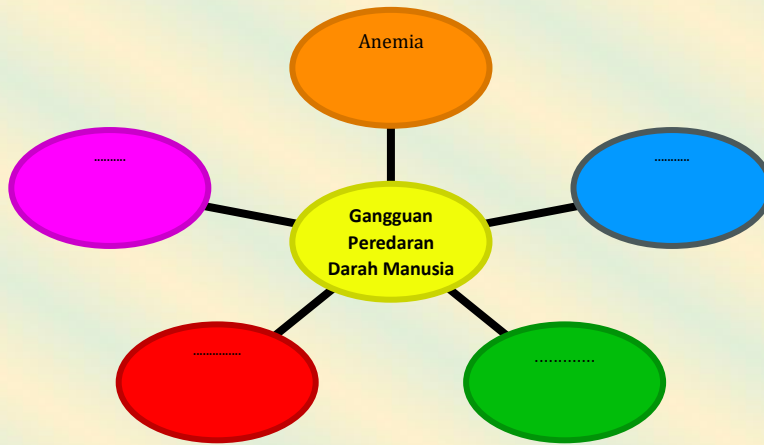 Anemia
..........
...........
Gangguan
Peredaran
Darah Manusia
...............
.............